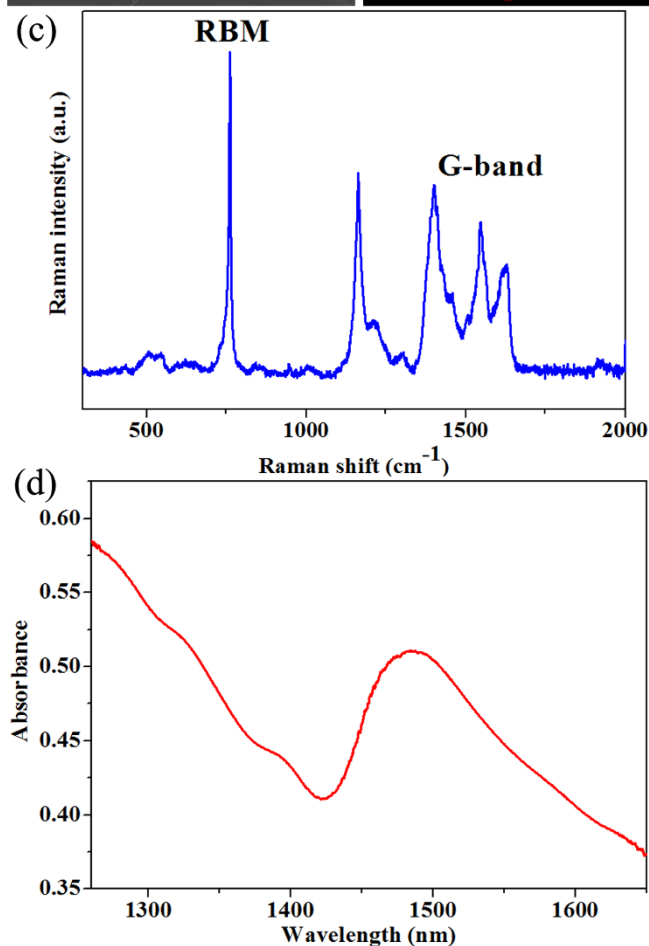 (c)
RBM
G-band
Raman intensity (a.u.)
500
1000
1500
2000
Raman shift (cm⁻¹)
(d)
0.60
0.55
0.50
0.45
0.40
0.35
Absorbance
1300
1400
1500
1600
Wavelength (nm)